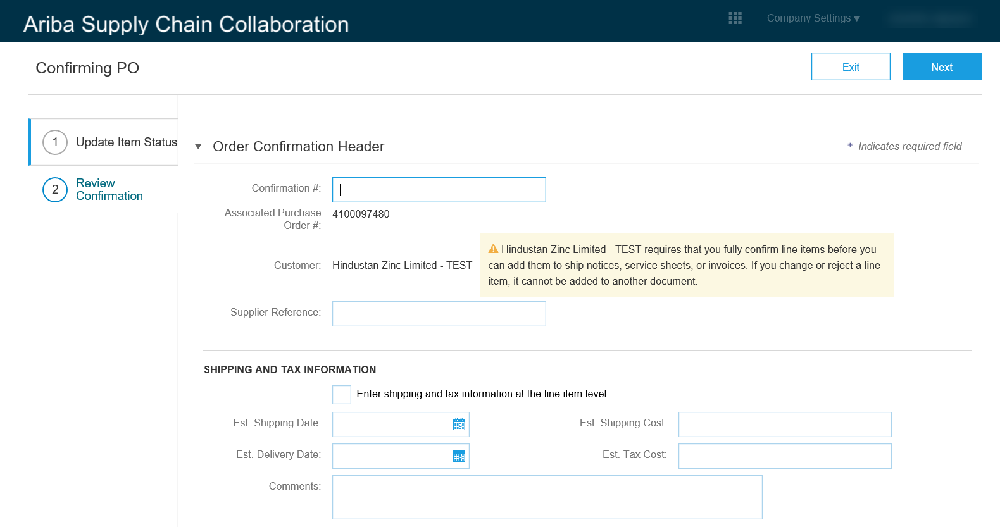 Ariba Supply Chain Collaboration
Company Settings ▼
Confirming PO
Exit
Next
1 Update Item Status
2 Review
Confirmation
▼ Order Confirmation Header
* Indicates required field
Confirmation #:
Associated Purchase
Order #:
4100097480
Customer: Hindustan Zinc Limited - TEST
Hindustan Zinc Limited - TEST requires that you fully confirm line items before you
can add them to ship notices, service sheets, or invoices. If you change or reject a line
item, it cannot be added to another document.
Supplier Reference:
SHIPPING AND TAX INFORMATION
Enter shipping and tax information at the line item level.
Est. Shipping Date:
Est. Shipping Cost:
Est. Delivery Date:
Est. Tax Cost:
Comments: